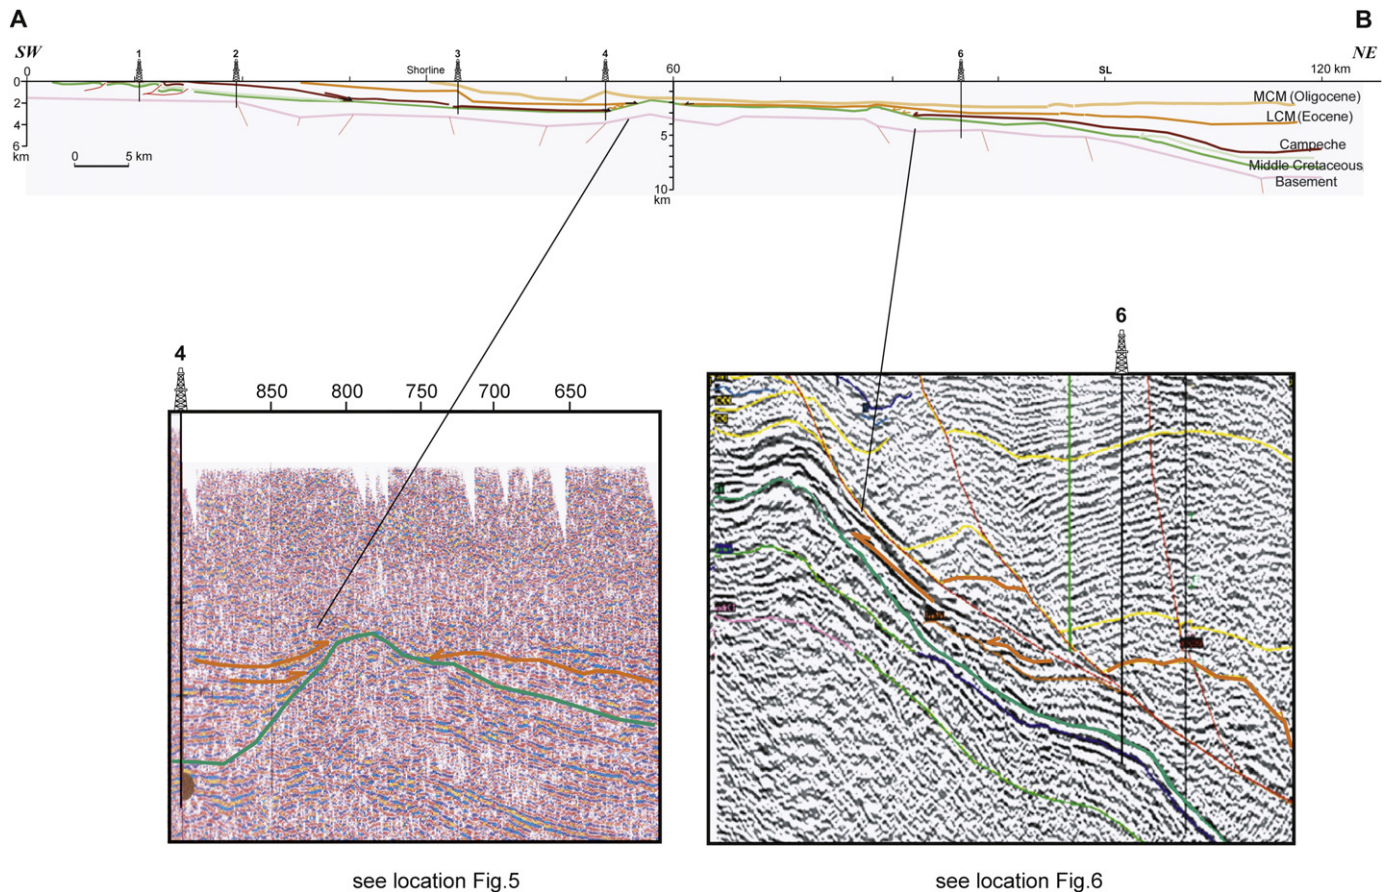 A
B
SW
NE
1
2
3
4
6
Shorline
SL
0
60
120 km
0
2
4
6
km
5
10
km
0 5 km
MCM (Oligocene)
LCM (Eocene)
Campeche
Middle Cretaceous
Basement
4
850 800 750 700 650
6
see location Fig.5
see location Fig.6